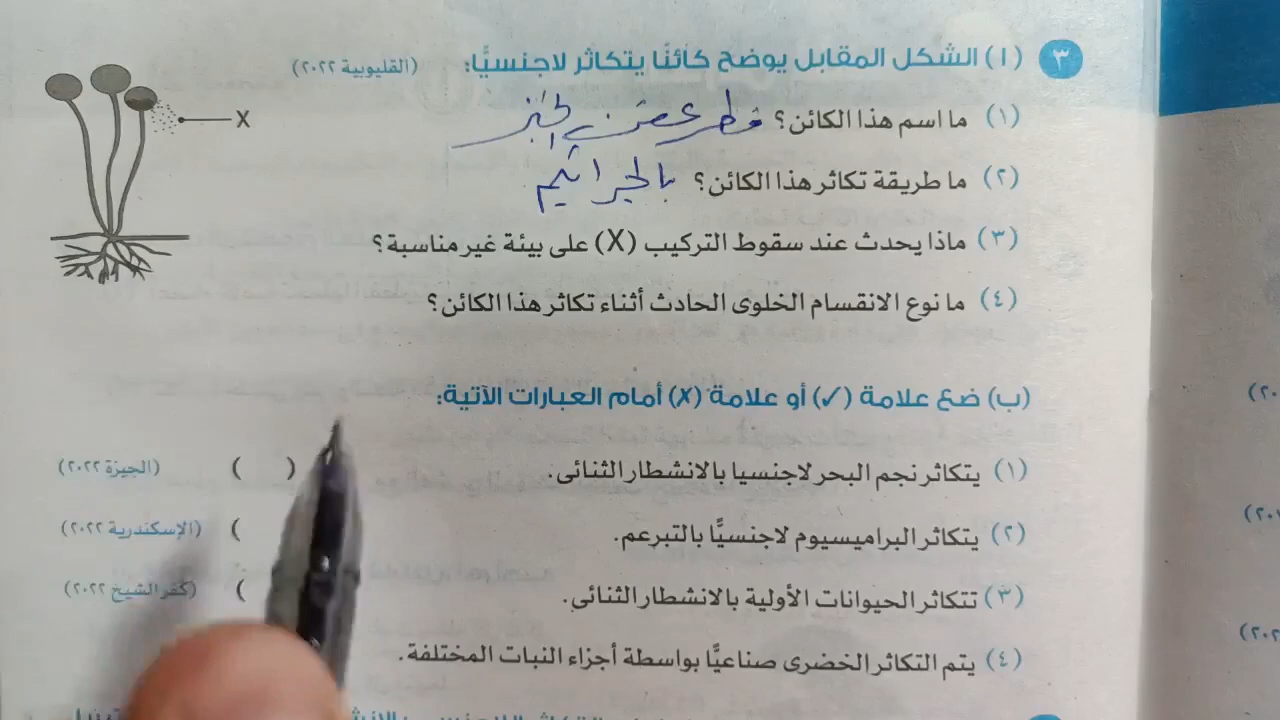 ٣ (ا) الشكل المقابل يوضح كائنًا يتكاثر لاجنسيًّا: (القليوبية ٢٠٢٢)
X
(١) ما اسم هذا الكائن؟ فطر عفن الخبز
(٢) ما طريقة تكاثر هذا الكائن؟ بالجراثيم
(٣) ماذا يحدث عند سقوط التركيب (X) على بيئة غير مناسبة؟
(٤) ما نوع الانقسام الخلوى الحادث أثناء تكاثر هذا الكائن؟
(ب) ضع علامة (✓) أو علامة (✗) أمام العبارات الآتية:
(١) يتكاثر نجم البحر لاجنسيا بالانشطار الثنائى. ( ) (الجيزة ٢٠٢٢)
(٢) يتكاثر البراميسيوم لاجنسيًّا بالتبرعم. ( (الإسكندرية ٢٠٢٢)
(٣) تتكاثر الحيوانات الأولية بالانشطار الثنائى. ( (كفر الشيخ ٢٠٢٢)
(٤) يتم التكاثر الخضرى صناعيًّا بواسطة أجزاء النبات المختلفة.